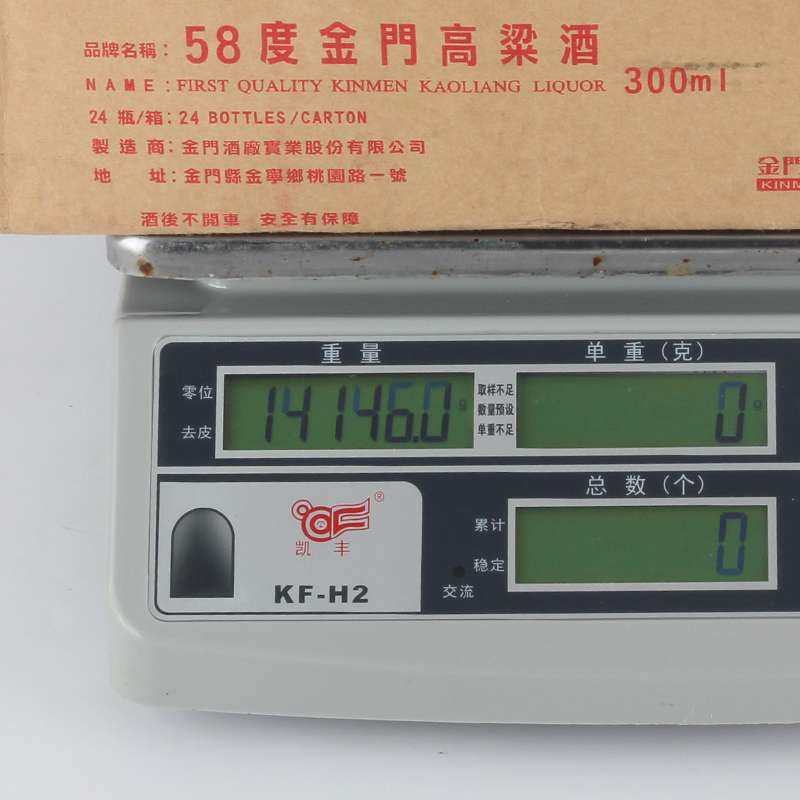 品牌名稱：58度金門高粱酒
NAME：FIRST QUALITY KINMEN KAOLIANG LIQUOR 300ml
24 瓶/箱：24 BOTTLES/CARTON
製造商：金門酒廠實業股份有限公司
地　址：金門縣金寧鄉桃園路一號
金門
KINM
酒後不開車　安全有保障
重量
单重(克)
零位
去皮
14146.0 g
取样不足
数量预设
单重不足
0 g
总数(个)
累计
稳定
交流
0
®
凯丰
KF-H2